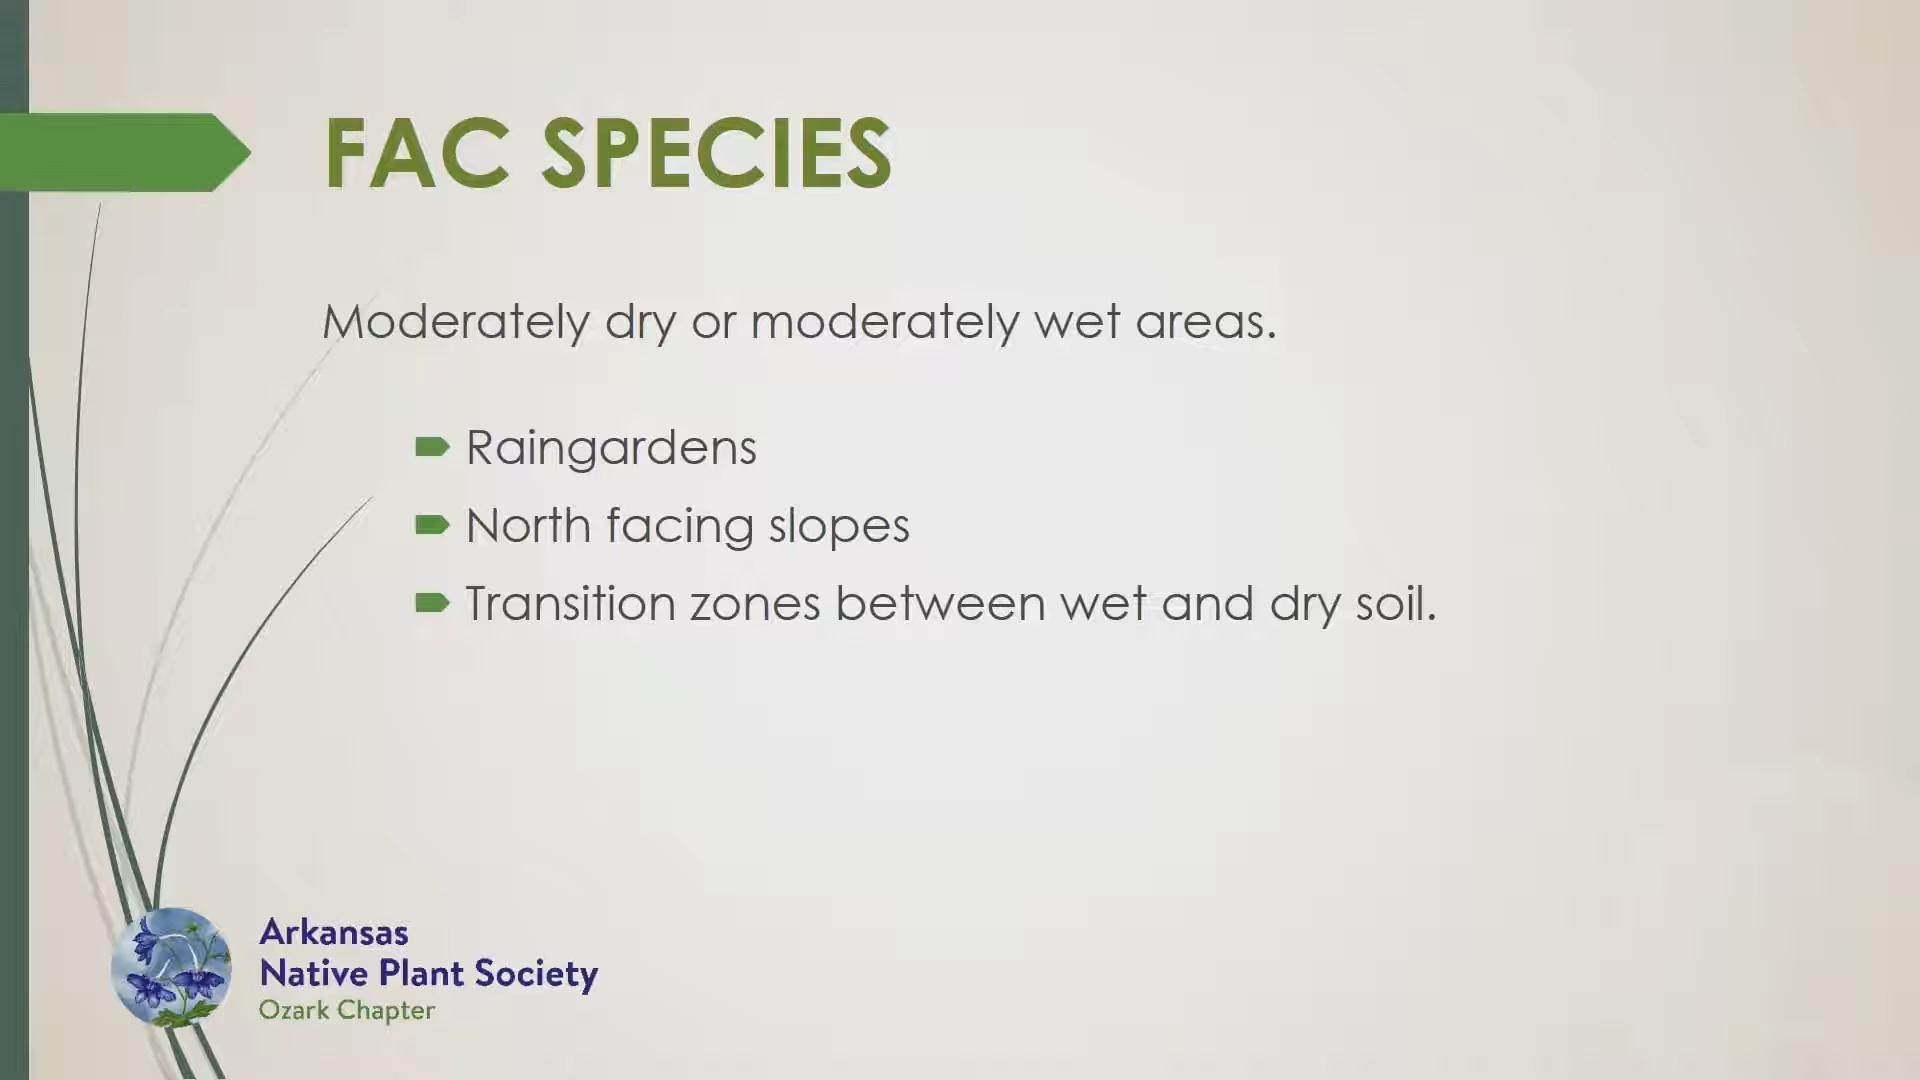 FAC SPECIES
Moderately dry or moderately wet areas.
Raingardens
North facing slopes
Transition zones between wet and dry soil.
Arkansas
Native Plant Society
Ozark Chapter